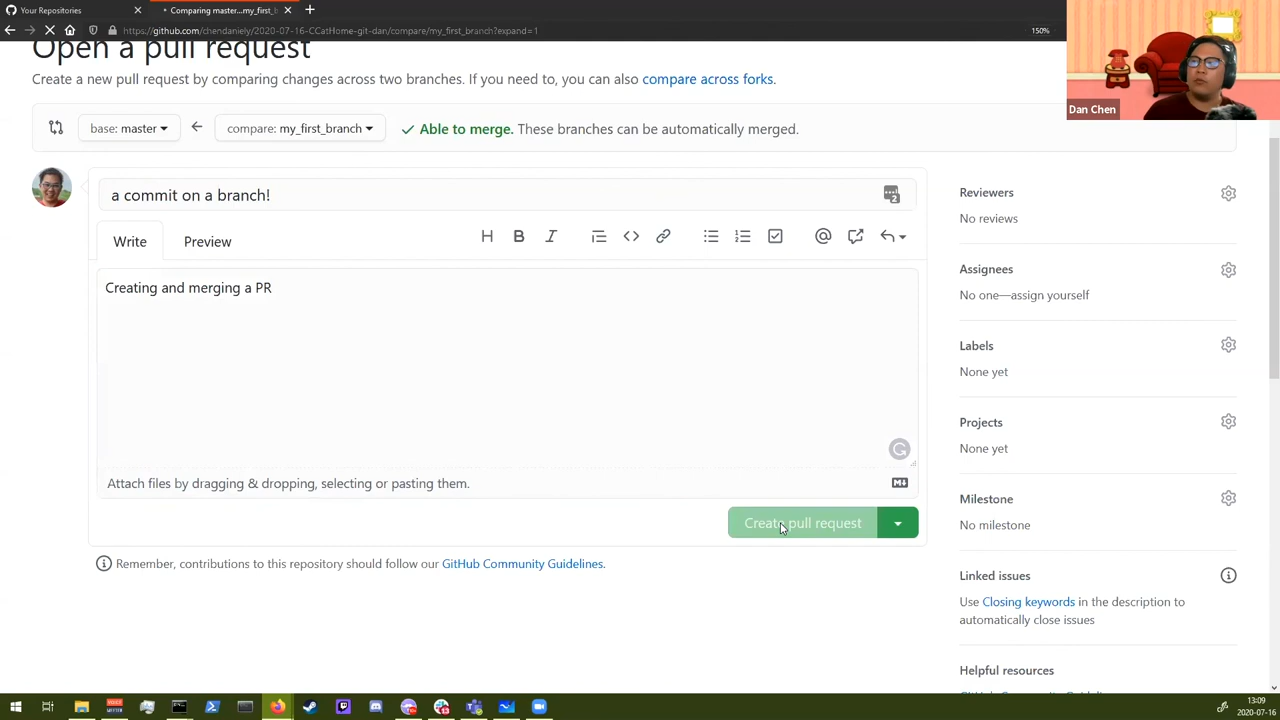 Your Repositories
Comparing master...my_first_
https://github.com/chendaniely/2020-07-16-CCatHome-git-dan/compare/my_first_branch?expand=1
150%
Open a pull request
Create a new pull request by comparing changes across two branches. If you need to, you can also compare across forks.
base: master
compare: my_first_branch
Able to merge. These branches can be automatically merged.
Dan Chen
a commit on a branch!
2
Write
Preview
H
B
I
Creating and merging a PR
Attach files by dragging & dropping, selecting or pasting them.
Create pull request
Remember, contributions to this repository should follow our GitHub Community Guidelines.
Reviewers
No reviews
Assignees
No one—assign yourself
Labels
None yet
Projects
None yet
Milestone
No milestone
Linked issues
Use Closing keywords in the description to
automatically close issues
Helpful resources
13:09
2020-07-16